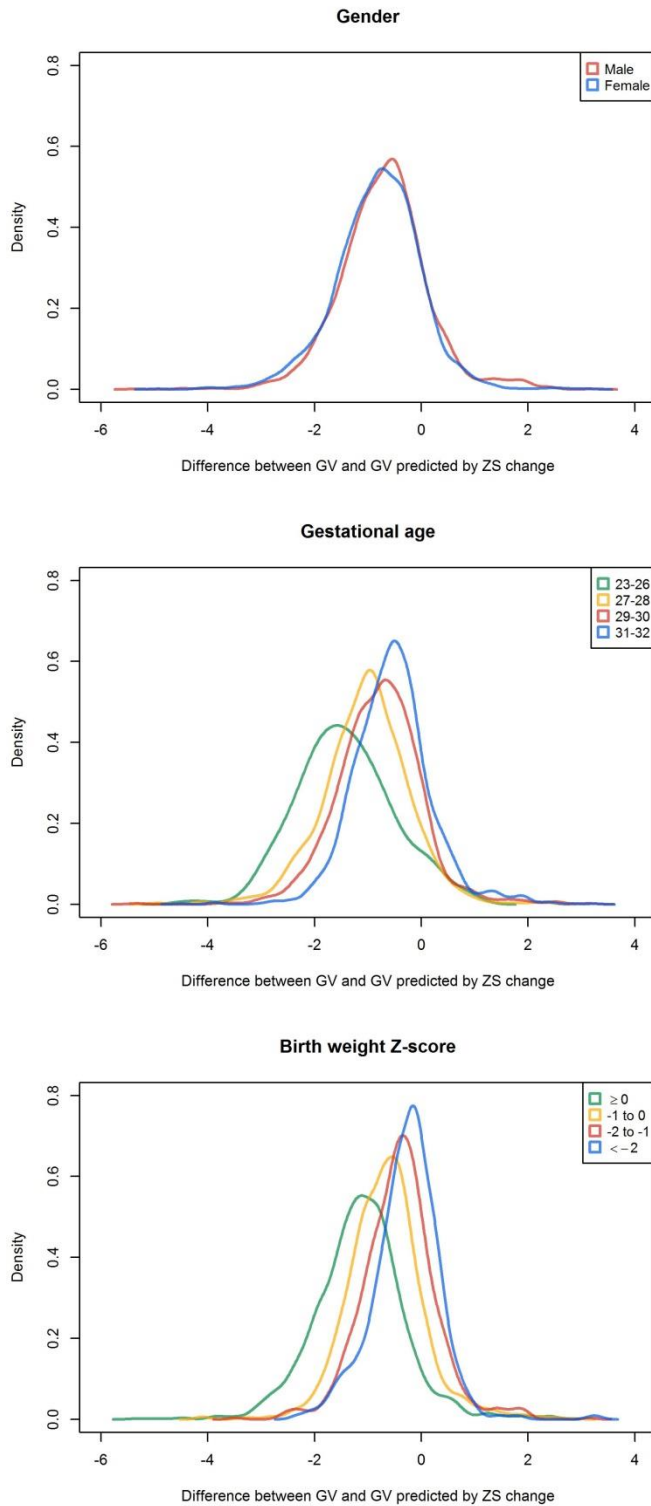 Gender
0.8
0.6
0.4
0.2
0.0
Density
Male
Female
-6 -4 -2 0 2 4
Difference between GV and GV predicted by ZS change
Gestational age
0.8
0.6
0.4
0.2
0.0
Density
23-26
27-28
29-30
31-32
-6 -4 -2 0 2 4
Difference between GV and GV predicted by ZS change
Birth weight Z-score
0.8
0.6
0.4
0.2
0.0
Density
≥ 0
-1 to 0
-2 to -1
< −2
-6 -4 -2 0 2 4
Difference between GV and GV predicted by ZS change